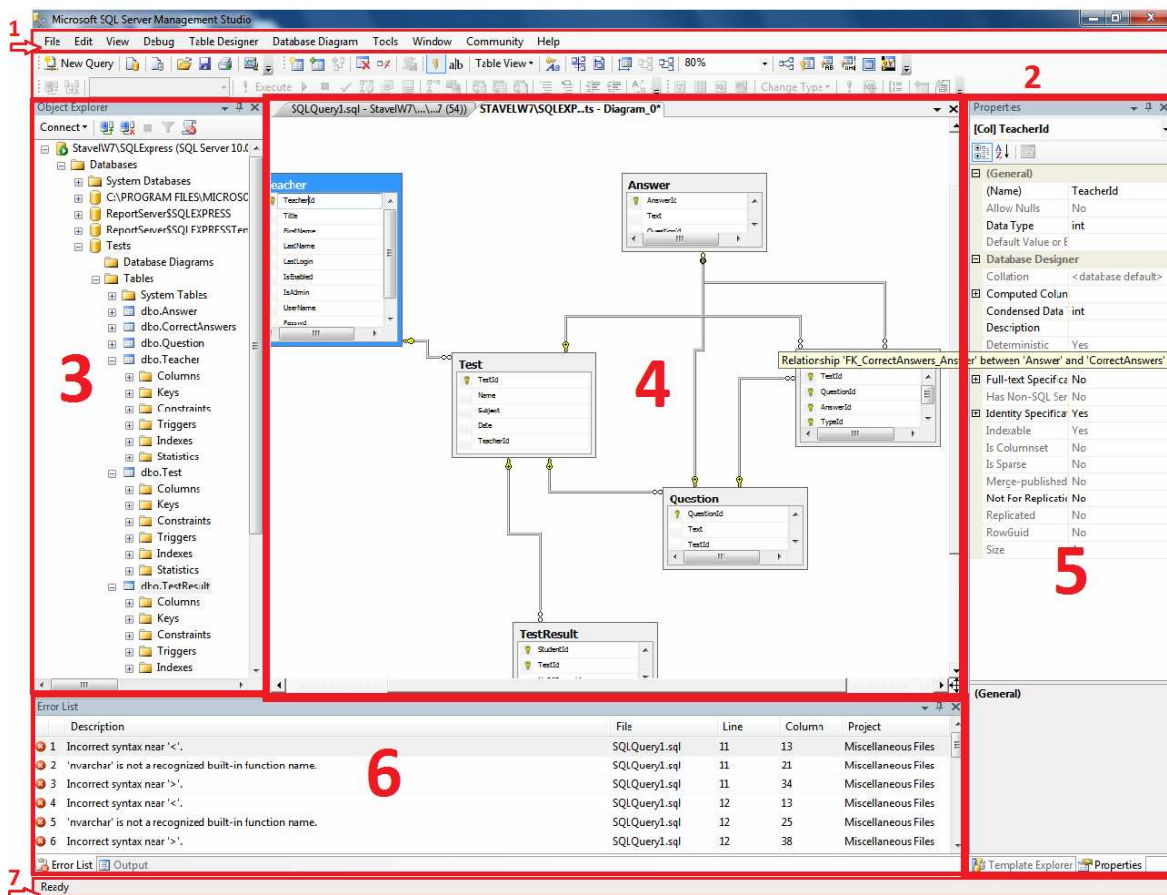 Microsoft SQL Server Management Studio
1
File Edit View Debug Table Designer Database Diagram Tools Window Community Help
New Query alb Table View 80%
Execute Change Type
2
Object Explorer
Connect
StavelW7\SQLExpress (SQL Server 10.0
Databases
System Databases
C:\PROGRAM FILES\MICROSO
ReportServer$SQLEXPRESS
ReportServer$SQLEXPRESSTem
Tests
Database Diagrams
Tables
System Tables
dbo.Answer
dbo.CorrectAnswers
dbo.Question
dbo.Teacher
Columns
Keys
Constraints
Triggers
Indexes
Statistics
dbo.Test
Columns
Keys
Constraints
Triggers
Indexes
Statistics
dbo.TestResult
Columns
Keys
Constraints
Triggers
Indexes
3
SQLQuery1.sql - StavelW7\...\...7 (54)) STAVELW7\SQLEXP...ts - Diagram_0*
eacher
TeacherId
Title
FirstName
LastName
LastLogin
IsEnabled
IsAdmin
UserName
Passwd
Answer
AnswerId
Text
QuestionId
Test
TestId
Name
Subject
Date
TeacherId
4
Relationship 'FK_CorrectAnswers_Answer' between 'Answer' and 'CorrectAnswers'
TestId
QuestionId
AnswerId
TypeId
Question
QuestionId
Text
TestId
TestResult
StudentId
TestId
Properties
[Col] TeacherId
(General)
(Name) TeacherId
Allow Nulls No
Data Type int
Default Value or E
Database Designer
Collation <database default>
Computed Colun
Condensed Data int
Description
Deterministic Yes
Full-text Specifica No
Has Non-SQL Ser No
Identity Specificat Yes
Indexable Yes
Is Columnset No
Is Sparse No
Merge-published No
Not For Replicatio No
Replicated No
RowGuid No
Size
5
(General)
Template Explorer Properties
Error List
Description File Line Column Project
1 Incorrect syntax near '<'. SQLQuery1.sql 11 13 Miscellaneous Files
2 'nvarchar' is not a recognized built-in function name. SQLQuery1.sql 11 21 Miscellaneous Files
3 Incorrect syntax near '>'. SQLQuery1.sql 11 34 Miscellaneous Files
4 Incorrect syntax near '<'. SQLQuery1.sql 12 13 Miscellaneous Files
5 'nvarchar' is not a recognized built-in function name. SQLQuery1.sql 12 25 Miscellaneous Files
6 Incorrect syntax near '>'. SQLQuery1.sql 12 38 Miscellaneous Files
6
Error List Output
7
Ready